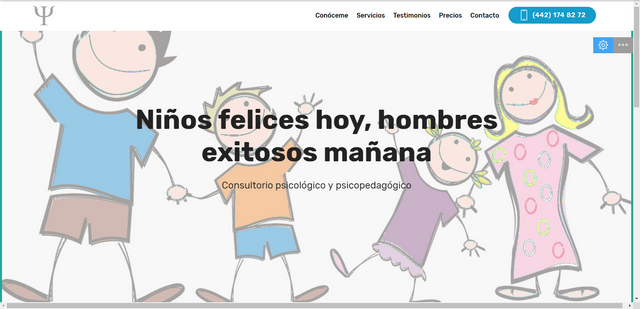 Ψ
Conóceme Servicios Testimonios Precios Contacto (442) 174 82 72
Niños felices hoy, hombres
exitosos mañana
Consultorio psicológico y psicopedagógico